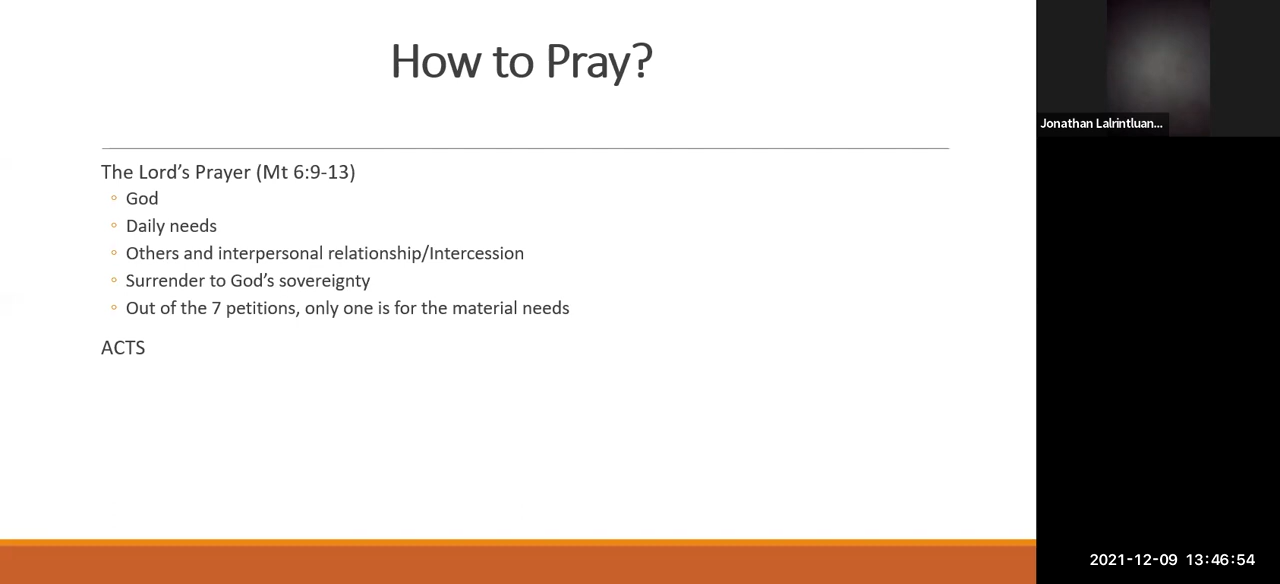 How to Pray?
The Lord’s Prayer (Mt 6:9-13)
◦ God
◦ Daily needs
◦ Others and interpersonal relationship/Intercession
◦ Surrender to God’s sovereignty
◦ Out of the 7 petitions, only one is for the material needs
ACTS
Jonathan Lalrintluan...
2021-12-09 13:46:54